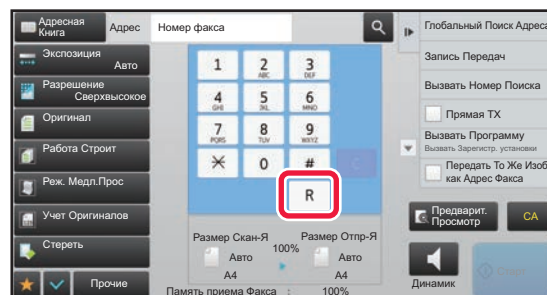 Адресная
Книга
Адрес
Номер факса
Глобальный Поиск Адреса
Экспозиция
Авто
Разрешение
Сверхвысокое
Оригинал
Работа Строит
Реж. Медл.Прос
Учет Оригиналов
Стереть
Прочие
1
2
ABC
3
DEF
4
GHI
5
JKL
6
MNO
7
PQRS
8
TUV
9
WXYZ
0
#
C
R
Размер Скан-Я
100%
Размер Отпр-Я
Авто
A4
Авто
A4
Память приема Факса : 100%
Запись Передач
Вызвать Номер Поиска
Прямая TX
Вызвать Программу
Вызвать Зарегистр. установки
Передать То Же Изоб
как Адрес Факса
Предварит.
Просмотр
CA
Динамик
Старт